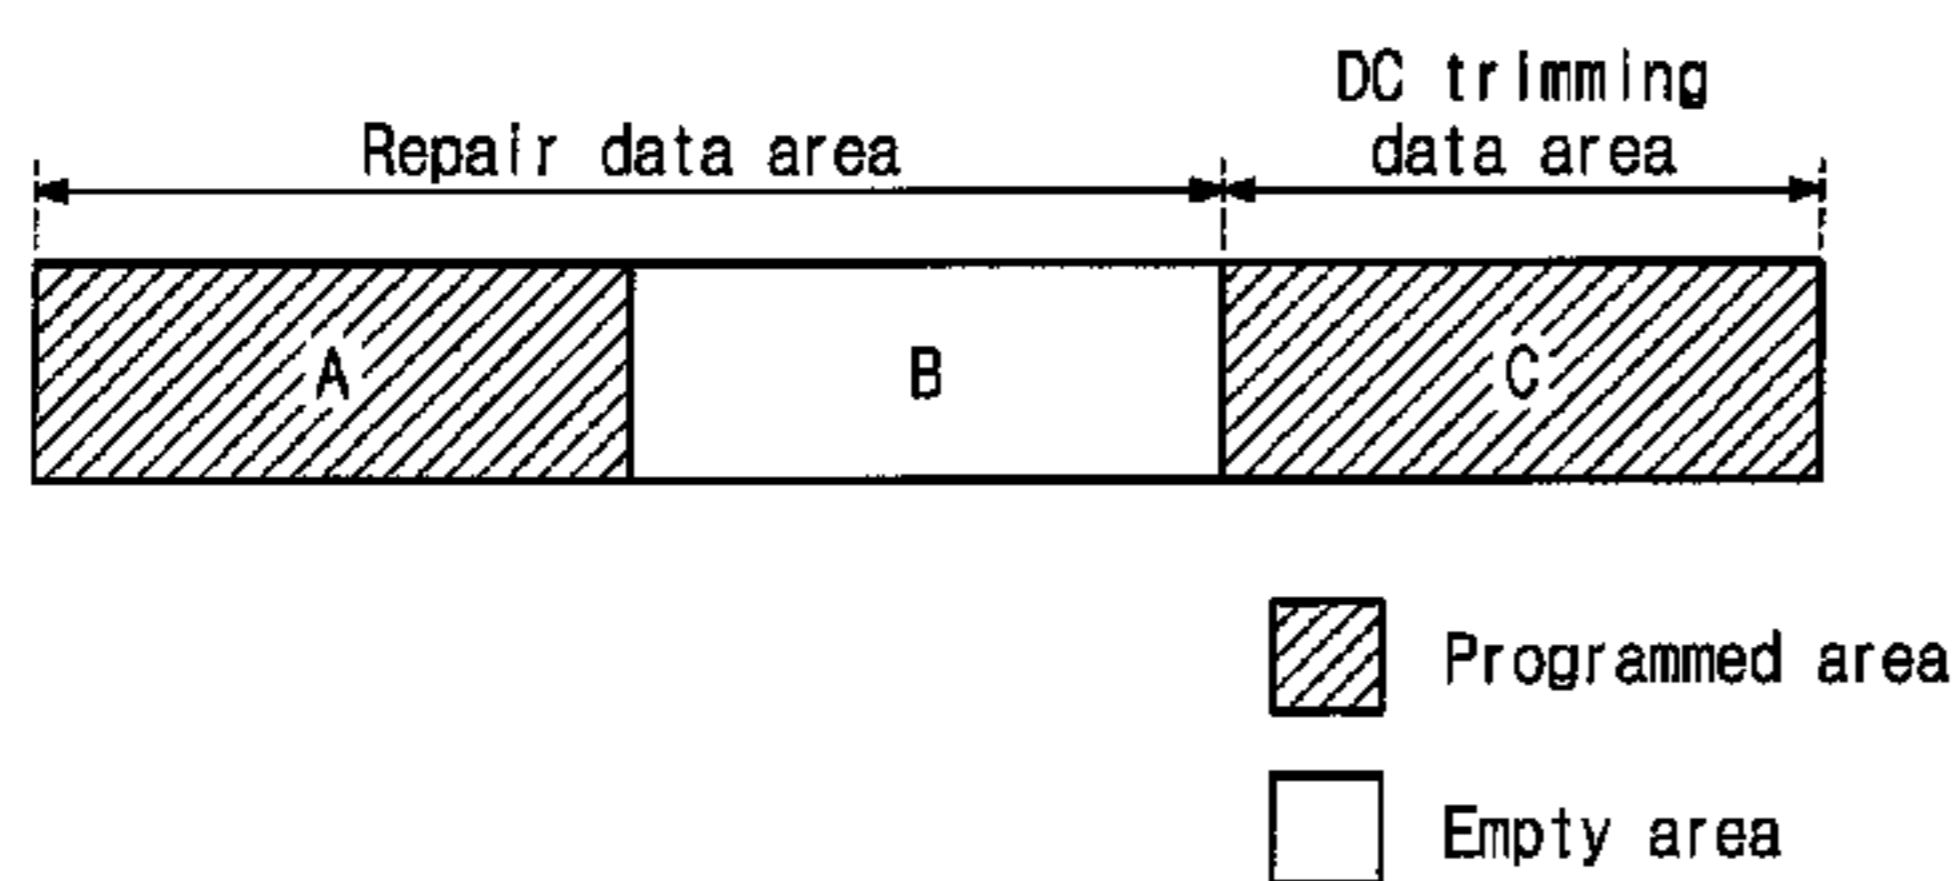 DC trimming
Repair data area
data area
A
B
C
Programmed area
Empty area